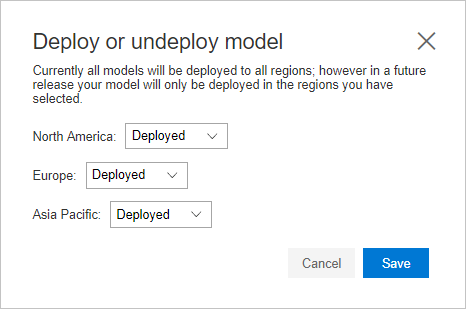 Deploy or undeploy model
Currently all models will be deployed to all regions; however in a future
release your model will only be deployed in the regions you have
selected.
North America: Deployed
Europe: Deployed
Asia Pacific: Deployed
Cancel Save